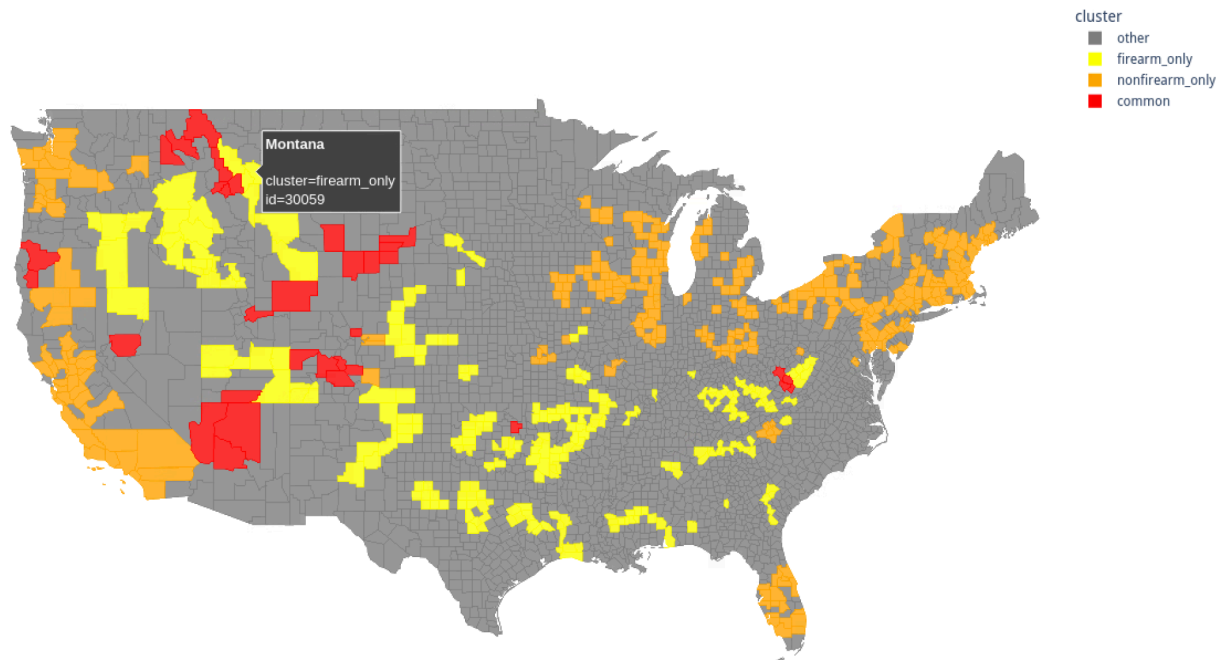 cluster
other
firearm_only
nonfirearm_only
common
Montana
cluster=firearm_only
id=30059